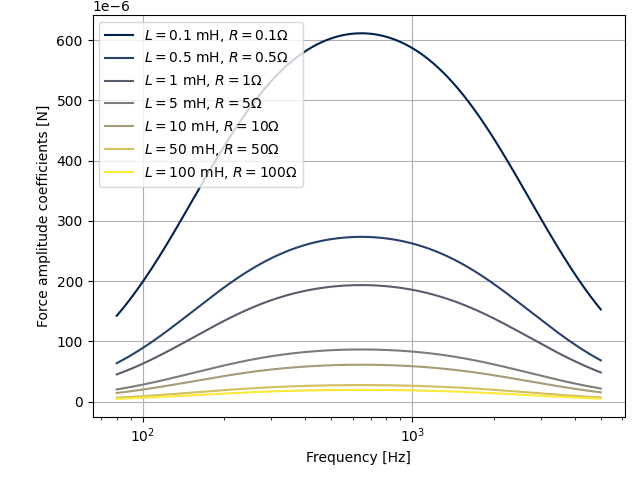 1e−6
600
500
400
300
200
100
0
Force amplitude coefficients [N]
L = 0.1 mH, R = 0.1Ω
L = 0.5 mH, R = 0.5Ω
L = 1 mH, R = 1Ω
L = 5 mH, R = 5Ω
L = 10 mH, R = 10Ω
L = 50 mH, R = 50Ω
L = 100 mH, R = 100Ω
10² 10³
Frequency [Hz]